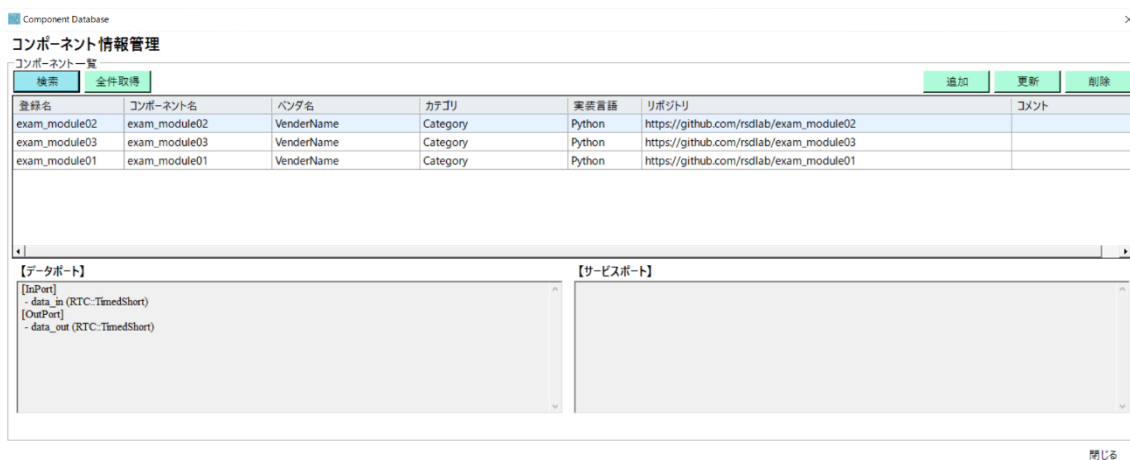 Component Database
コンポーネント情報管理
コンポーネント一覧
検索 全件取得 追加 更新 削除
登録名 コンポーネント名 ベンダ名 カテゴリ 実装言語 リポジトリ コメント
exam_module02 exam_module02 VenderName Category Python https://github.com/rsdlab/exam_module02
exam_module03 exam_module03 VenderName Category Python https://github.com/rsdlab/exam_module03
exam_module01 exam_module01 VenderName Category Python https://github.com/rsdlab/exam_module01
【データポート】 【サービスポート】
[InPort]
- data_in (RTC::TimedShort)
[OutPort]
- data_out (RTC::TimedShort)
閉じる